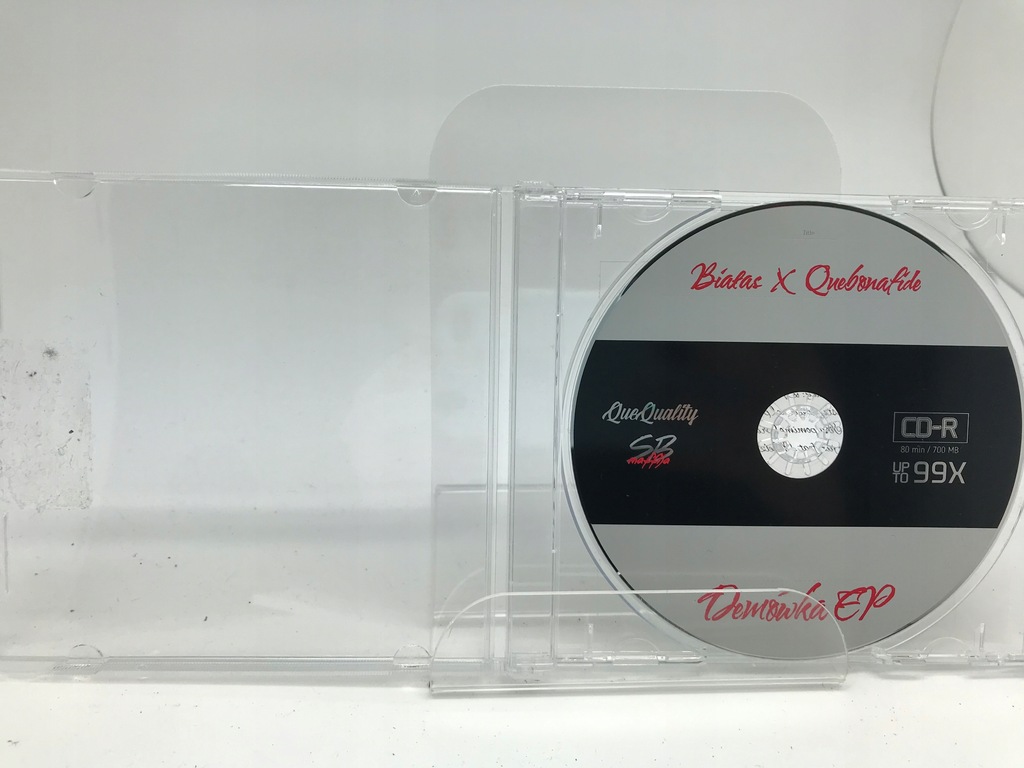 Białas X Quebonafide
QueQuality
SB
maffija
CD-R
80 min / 700 MB
UP TO 99X
Demówka EP